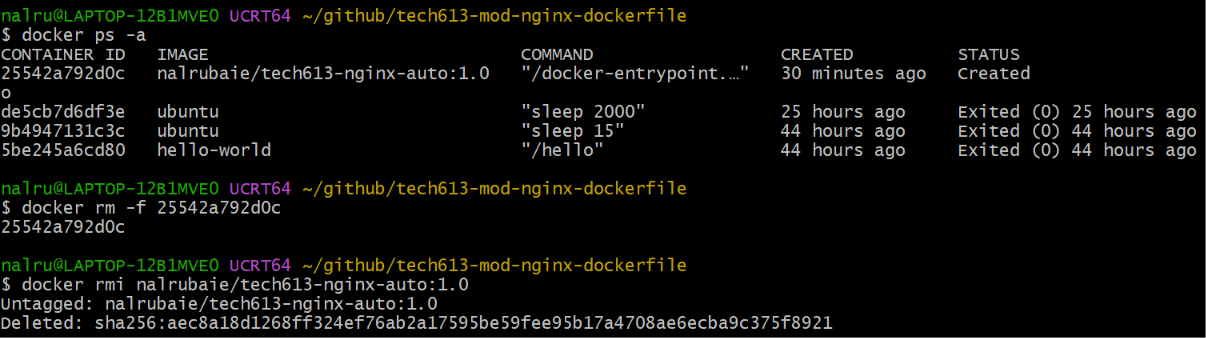 nalru@LAPTOP-12B1MVE0 UCRT64 ~/github/tech613-mod-nginx-dockerfile
$ docker ps -a
CONTAINER ID   IMAGE                              COMMAND                  CREATED          STATUS
25542a792d0c   nalrubaie/tech613-nginx-auto:1.0   "/docker-entrypoint.…"   30 minutes ago   Created
o
de5cb7d6df3e   ubuntu                             "sleep 2000"             25 hours ago     Exited (0) 25 hours ago
9b4947131c3c   ubuntu                             "sleep 15"               44 hours ago     Exited (0) 44 hours ago
5be245a6cd80   hello-world                        "/hello"                 44 hours ago     Exited (0) 44 hours ago
nalru@LAPTOP-12B1MVE0 UCRT64 ~/github/tech613-mod-nginx-dockerfile
$ docker rm -f 25542a792d0c
25542a792d0c
nalru@LAPTOP-12B1MVE0 UCRT64 ~/github/tech613-mod-nginx-dockerfile
$ docker rmi nalrubaie/tech613-nginx-auto:1.0
Untagged: nalrubaie/tech613-nginx-auto:1.0
Deleted: sha256:aec8a18d1268ff324ef76ab2a17595be59fee95b17a4708ae6ecba9c375f8921